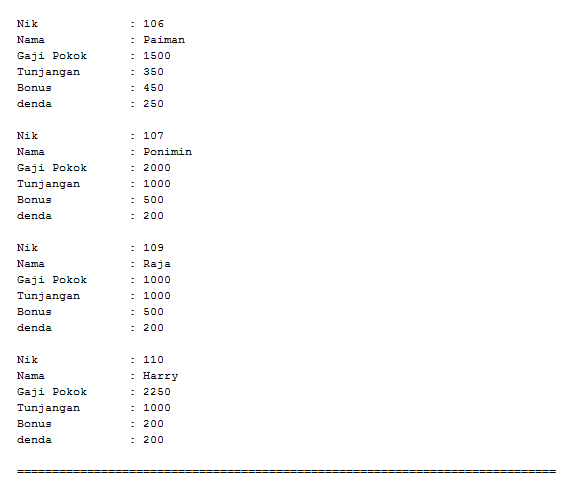 Nik : 106
Nama : Paiman
Gaji Pokok : 1500
Tunjangan : 350
Bonus : 450
denda : 250
Nik : 107
Nama : Ponimin
Gaji Pokok : 2000
Tunjangan : 1000
Bonus : 500
denda : 200
Nik : 109
Nama : Raja
Gaji Pokok : 1000
Tunjangan : 1000
Bonus : 500
denda : 200
Nik : 110
Nama : Harry
Gaji Pokok : 2250
Tunjangan : 1000
Bonus : 200
denda : 200
=============================================================================